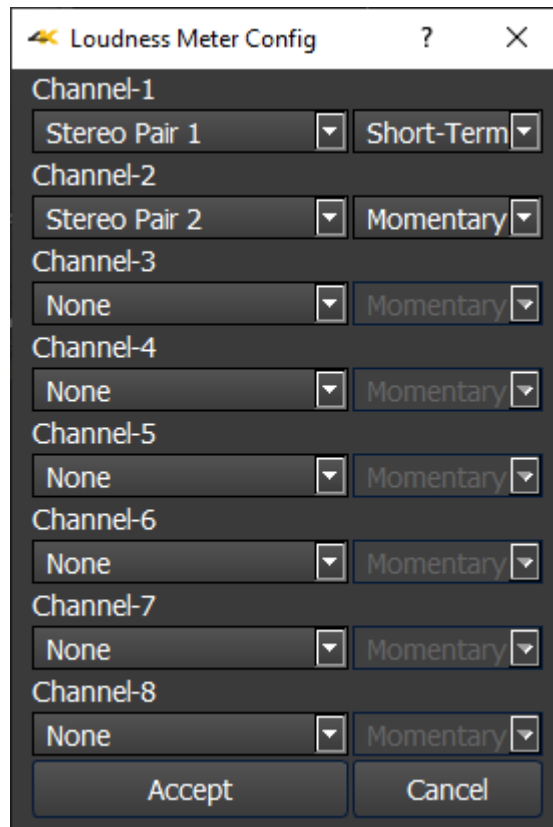 4K Loudness Meter Config ? ×
Channel-1
Stereo Pair 1 Short-Term
Channel-2
Stereo Pair 2 Momentary
Channel-3
None Momentary
Channel-4
None Momentary
Channel-5
None Momentary
Channel-6
None Momentary
Channel-7
None Momentary
Channel-8
None Momentary
Accept Cancel